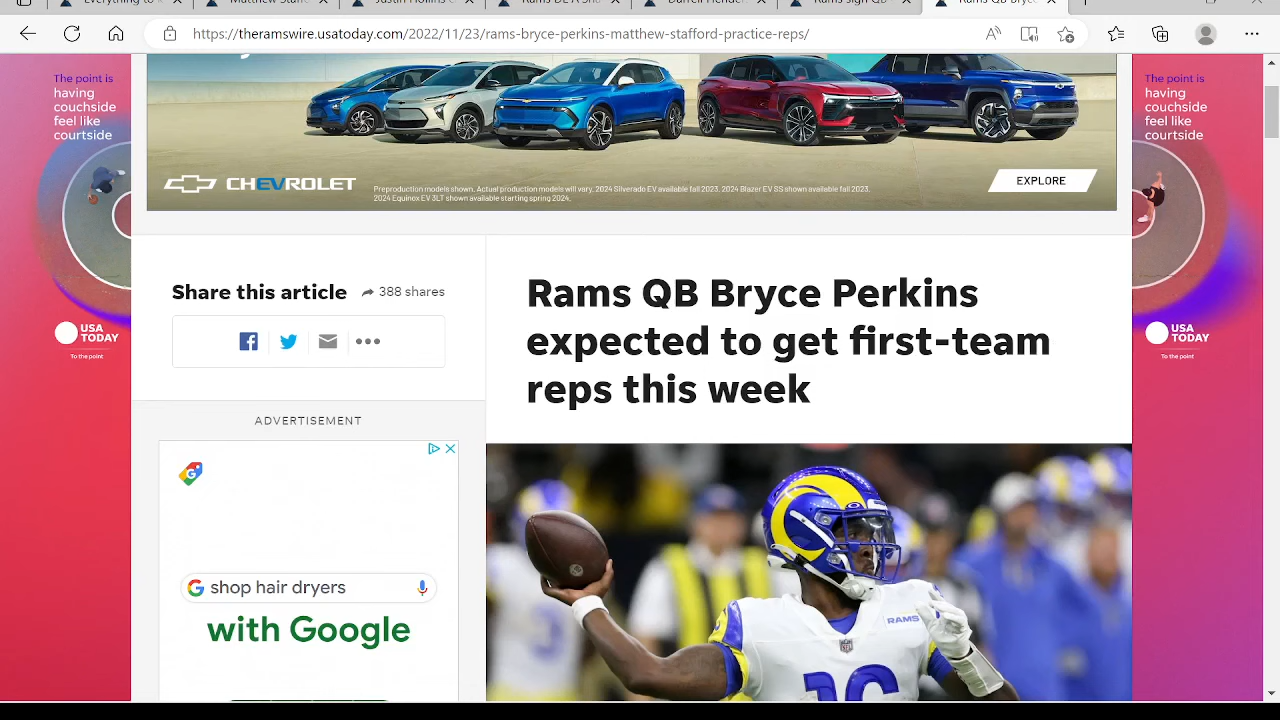 https://theramswire.usatoday.com/2022/11/23/rams-bryce-perkins-matthew-stafford-practice-reps/
The point is
having
couchside
feel like
courtside
CHEVROLET
Preproduction models shown. Actual production models will vary. 2024 Silverado EV available fall 2023. 2024 Blazer EV SS shown available fall 2023.
2024 Equinox EV 3LT shown available starting spring 2024.
EXPLORE
The point is
having
couchside
feel like
courtside
Share this article
388 shares
Rams QB Bryce Perkins
expected to get first-team
reps this week
USA
TODAY
To the point
USA
TODAY
To the point
ADVERTISEMENT
shop hair dryers
with Google
RAMS
NFL
16